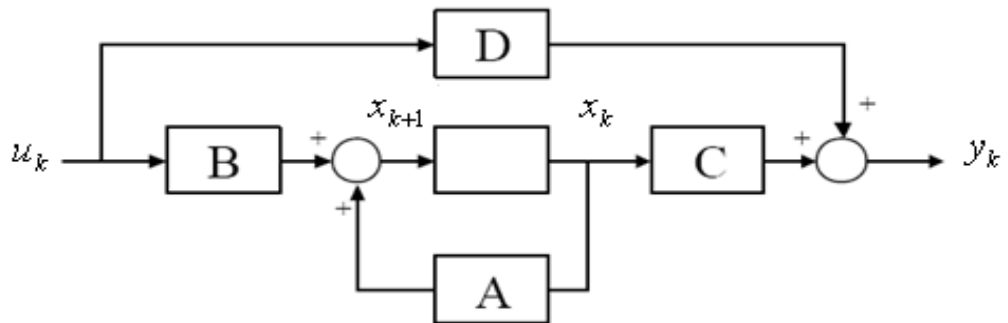 D
+
x_{k+1}
x_k
u_k
B
+
C
+
y_k
+
A